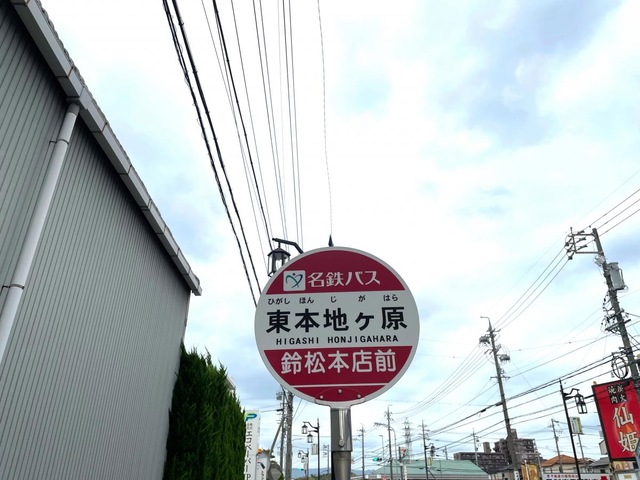 名鉄バス
ひがし ほん じ が はら
東本地ヶ原
HIGASHI HONJIGAHARA
鈴松本店前
仙姫